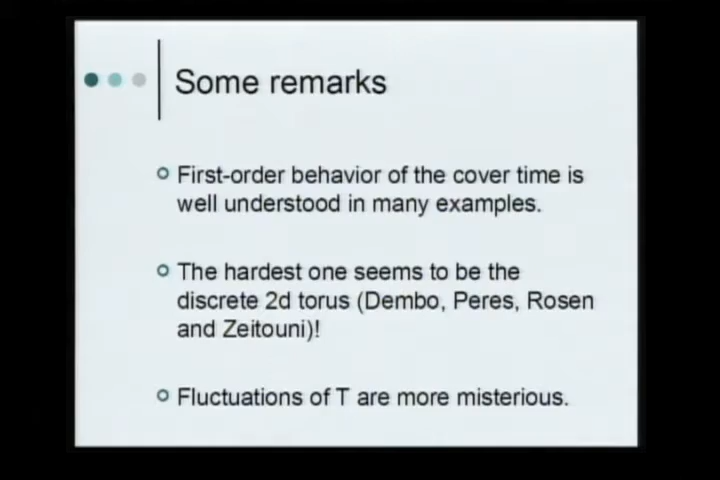 Some remarks
First-order behavior of the cover time is
well understood in many examples.
The hardest one seems to be the
discrete 2d torus (Dembo, Peres, Rosen
and Zeitouni)!
Fluctuations of T are more misterious.